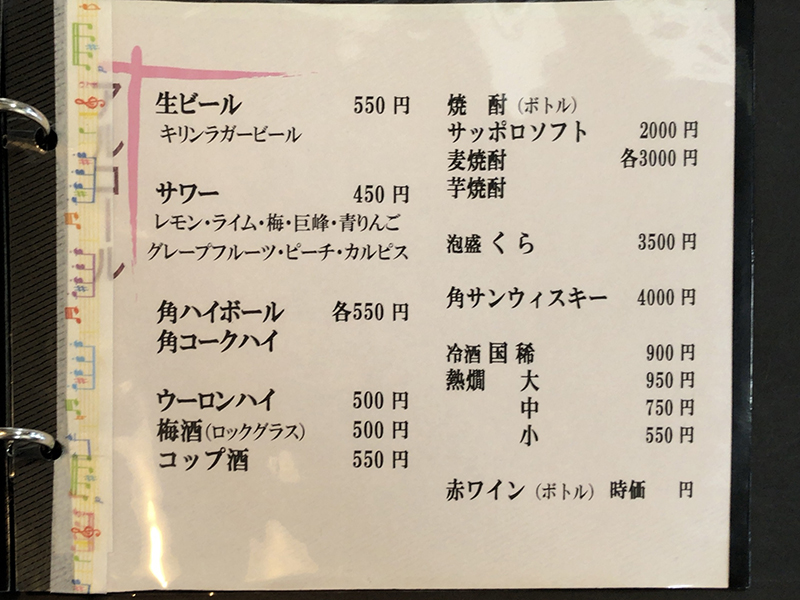 アルコール
生ビール 550円
キリンラガービール
サワー 450円
レモン・ライム・梅・巨峰・青りんご
グレープフルーツ・ピーチ・カルピス
角ハイボール 各550円
角コークハイ
ウーロンハイ 500円
梅酒(ロックグラス) 500円
コップ酒 550円
焼 酎 (ボトル)
サッポロソフト 2000円
麦焼酎 各3000円
芋焼酎
泡盛 くら 3500円
角サンウィスキー 4000円
冷酒 国稀 900円
熱燗 大 950円
中 750円
小 550円
赤ワイン (ボトル) 時価 円